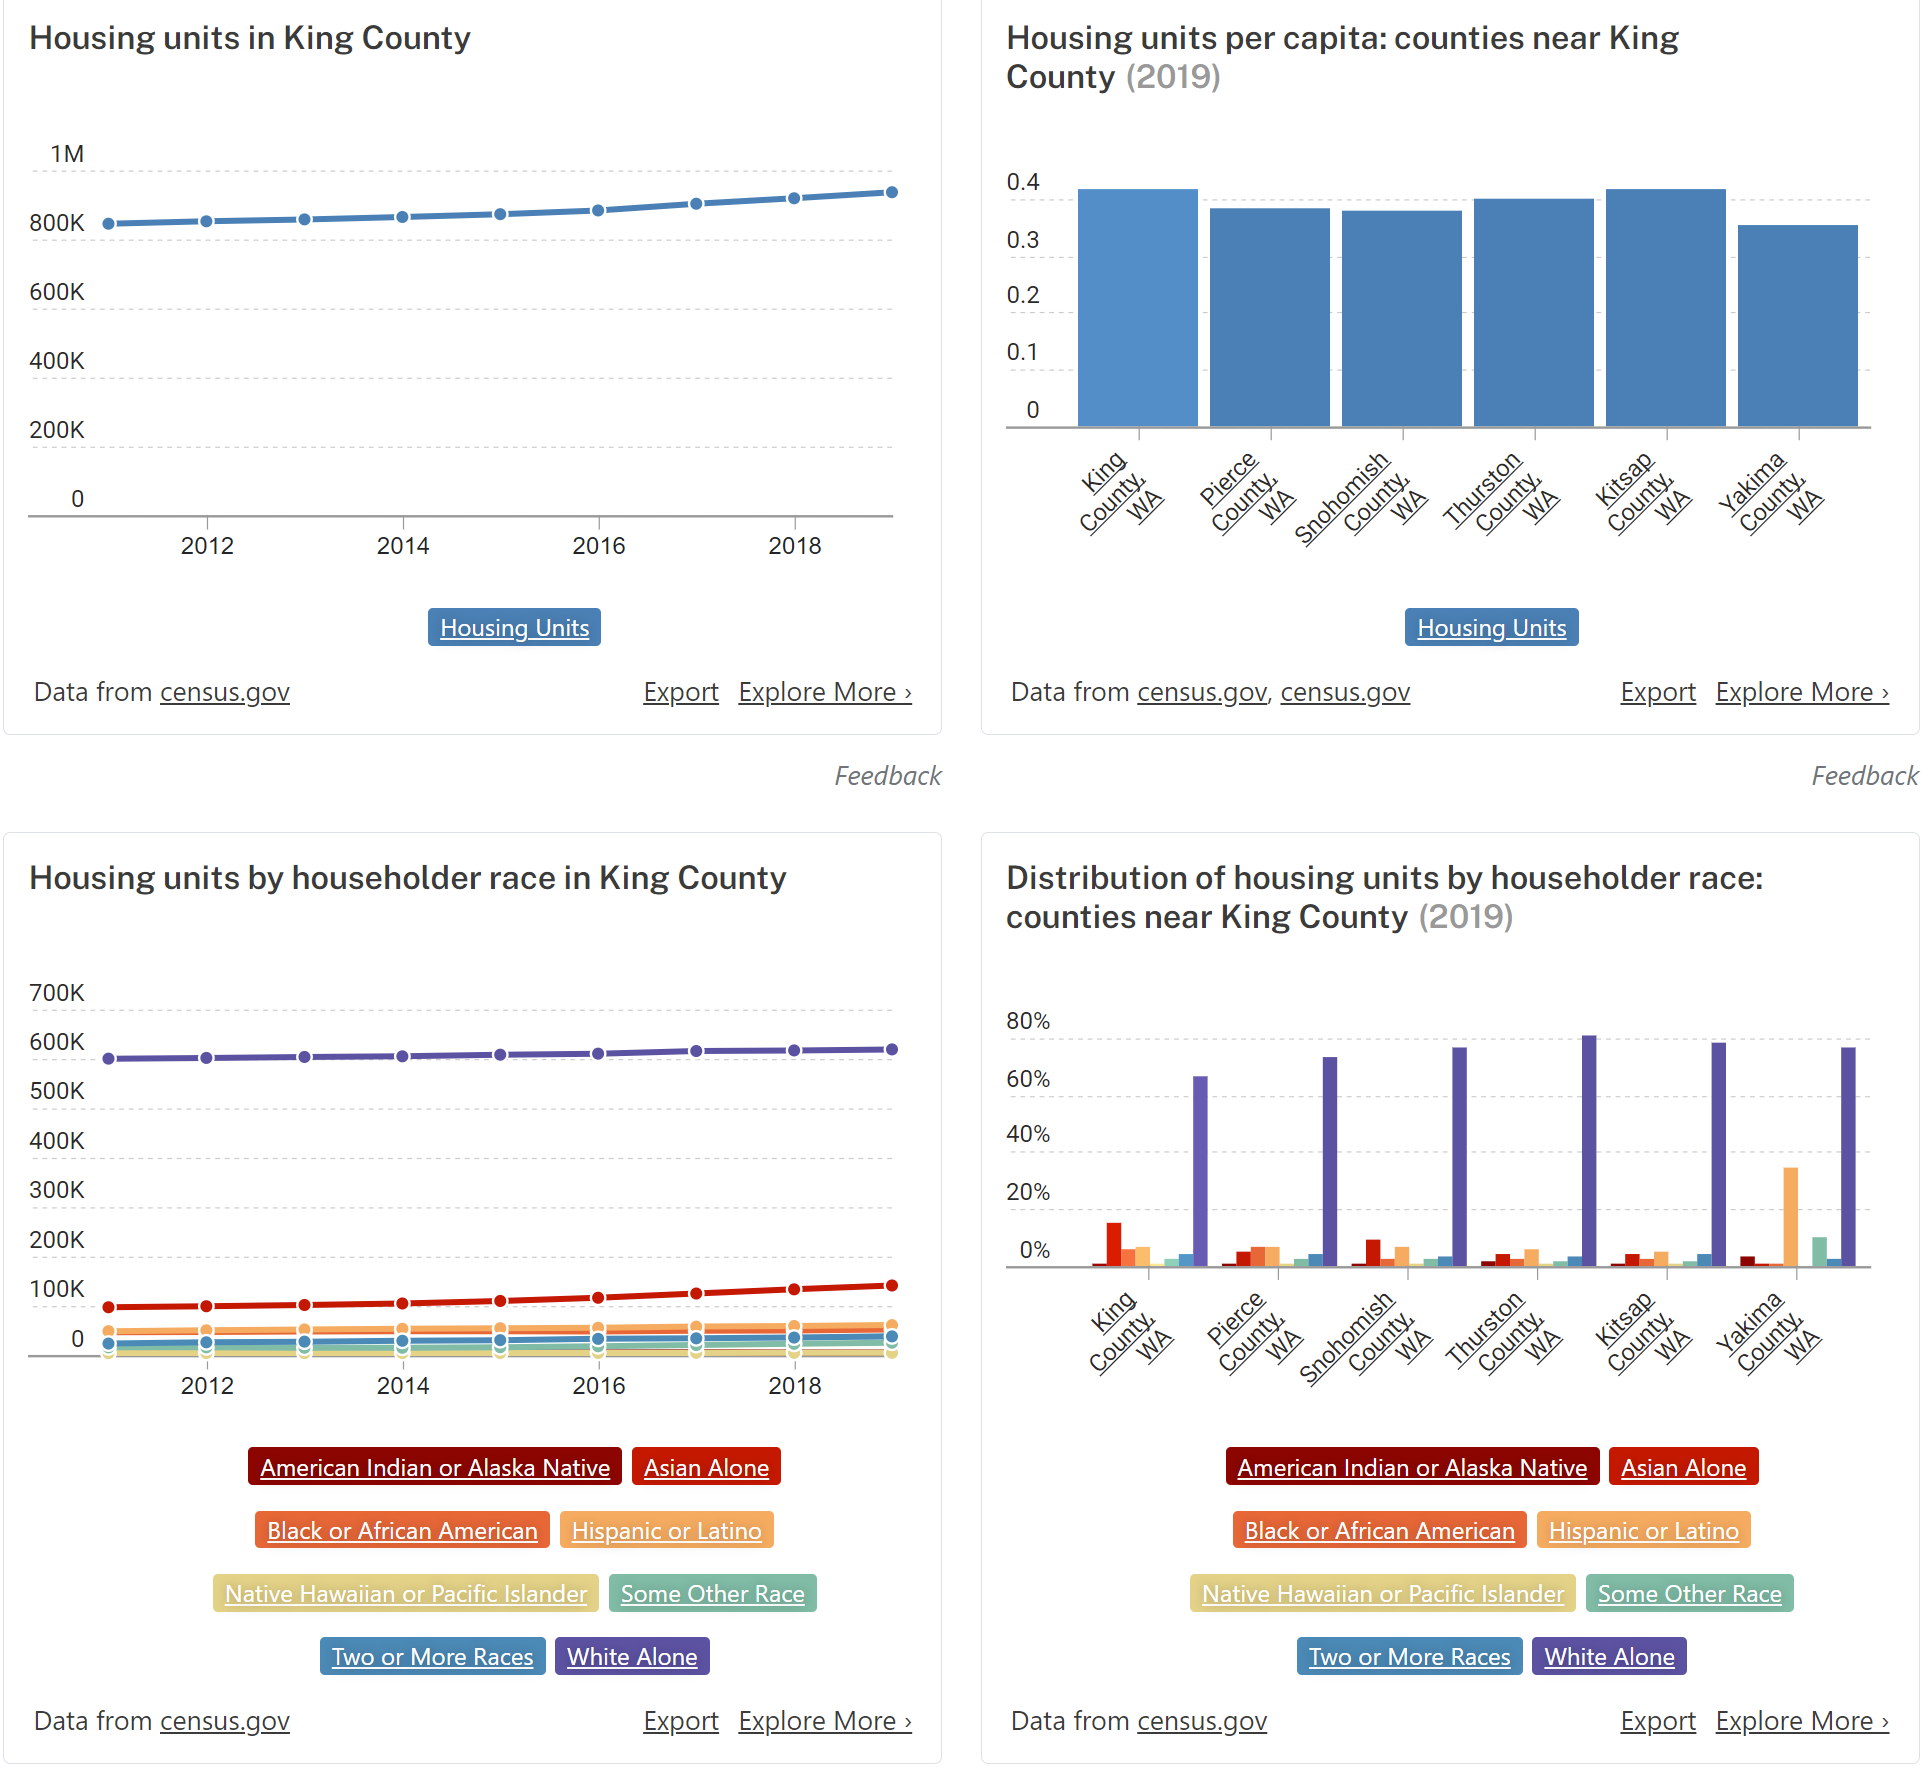 Housing units in King County
1M
800K
600K
400K
200K
0
2012
2014
2016
2018
Housing Units
Data from census.gov
Export
Explore More ›
Feedback
Housing units per capita: counties near King
County (2019)
0.4
0.3
0.2
0.1
0
King
County,
WA
Pierce
County,
WA
Snohomish
County,
WA
Thurston
County,
WA
Kitsap
County,
WA
Yakima
County,
WA
Housing Units
Data from census.gov, census.gov
Export
Explore More ›
Feedback
Housing units by householder race in King County
700K
600K
500K
400K
300K
200K
100K
0
2012
2014
2016
2018
American Indian or Alaska Native
Asian Alone
Black or African American
Hispanic or Latino
Native Hawaiian or Pacific Islander
Some Other Race
Two or More Races
White Alone
Data from census.gov
Export
Explore More ›
Distribution of housing units by householder race:
counties near King County (2019)
80%
60%
40%
20%
0%
King
County,
WA
Pierce
County,
WA
Snohomish
County,
WA
Thurston
County,
WA
Kitsap
County,
WA
Yakima
County,
WA
American Indian or Alaska Native
Asian Alone
Black or African American
Hispanic or Latino
Native Hawaiian or Pacific Islander
Some Other Race
Two or More Races
White Alone
Data from census.gov
Export
Explore More ›